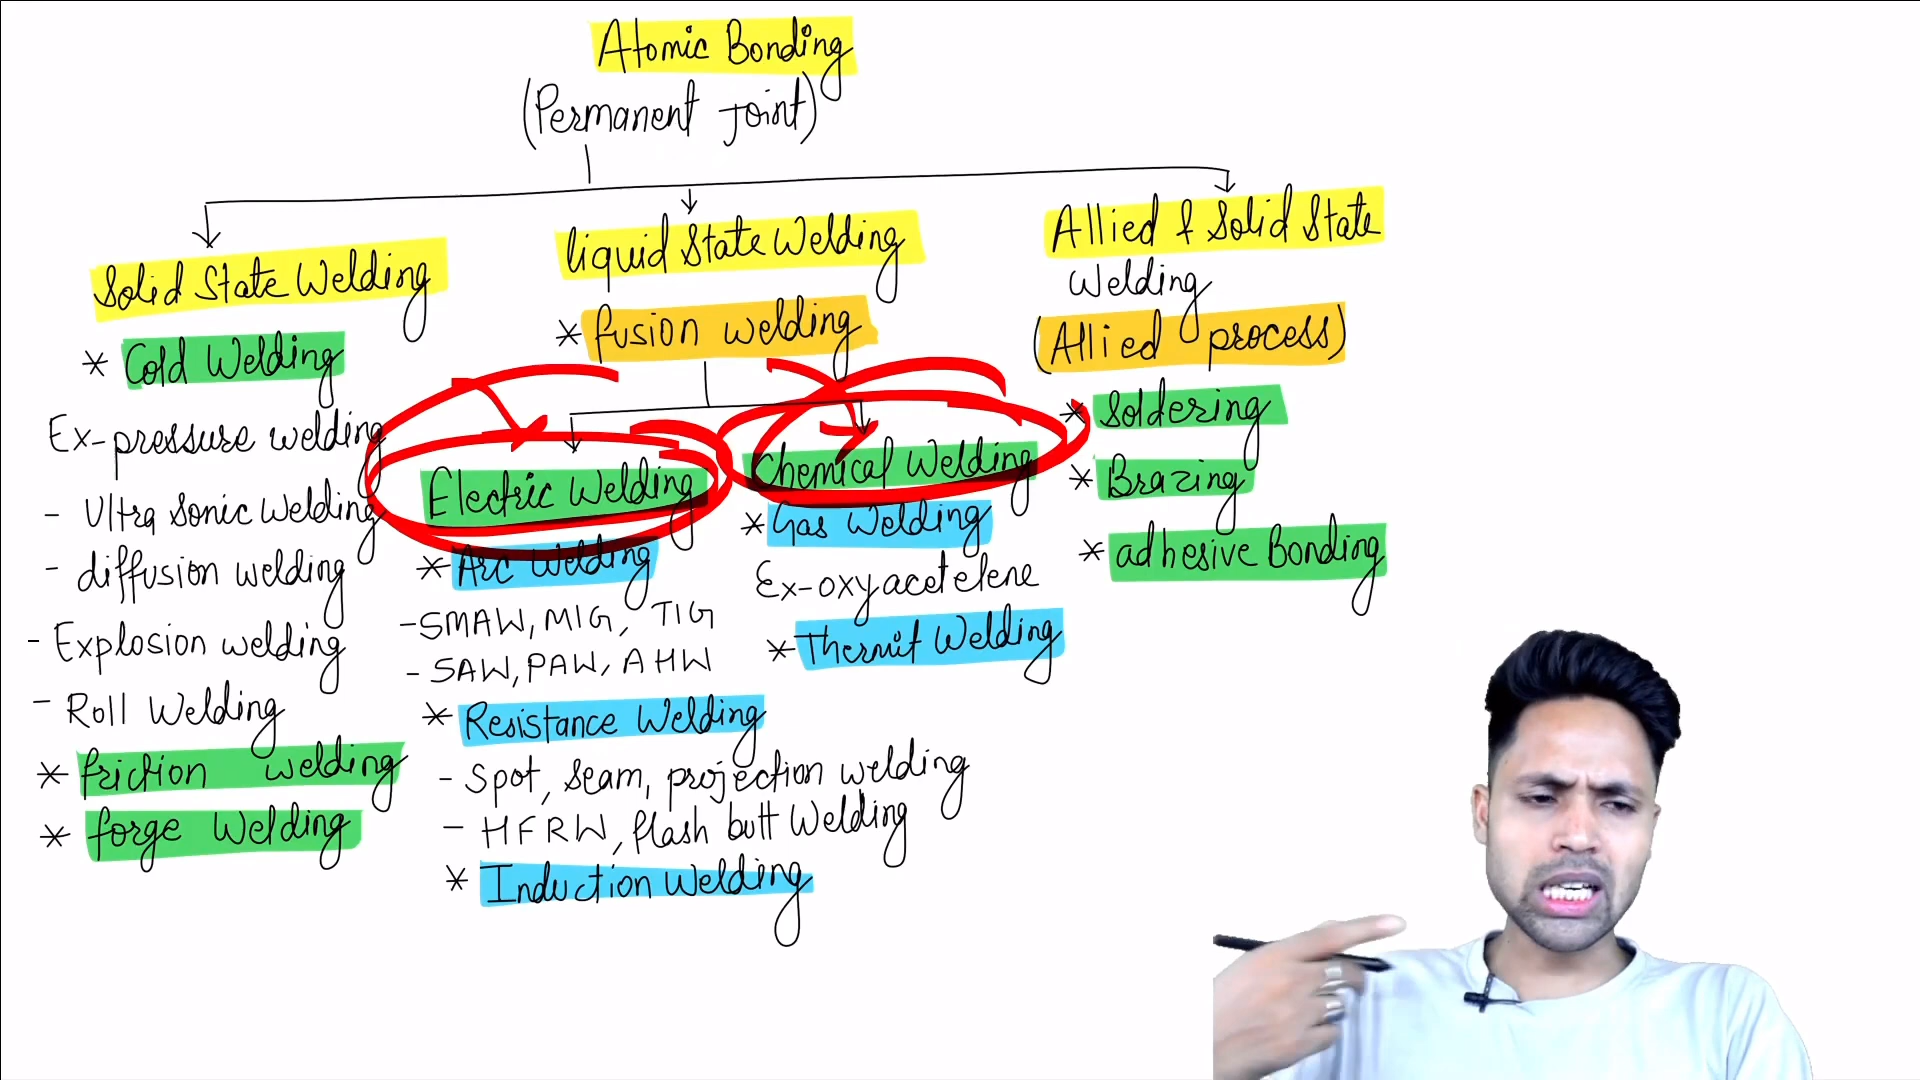 Atomic Bonding
(Permanent Joint)
Solid State Welding
* Cold Welding
Ex-pressure welding
- Ultra Sonic Welding
- diffusion welding
- Explosion welding
- Roll Welding
* friction welding
* forge Welding
liquid State Welding
* fusion welding
Electric Welding
* Arc Welding
- SMAW, MIG, TIG
- SAW, PAW, AHW
* Resistance Welding
- Spot, Seam, projection welding
- HFRW, flash butt Welding
* Induction Welding
Chemical Welding
* Gas Welding
Ex-oxyacetelene
* Thermit Welding
Allied & Solid State
Welding
(Allied process)
* Soldering
* Brazing
* adhesive Bonding